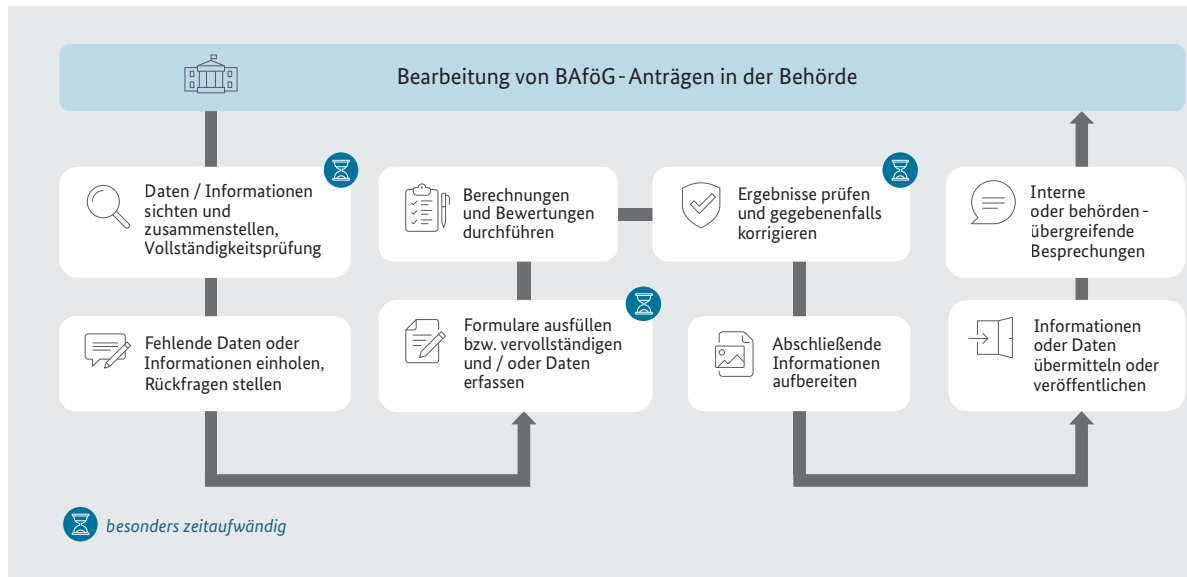 Bearbeitung von BAföG-Anträgen in der Behörde
Daten / Informationen
sichten und
zusammenstellen,
Vollständigkeitsprüfung
Fehlende Daten oder
Informationen einholen,
Rückfragen stellen
Formulare ausfüllen
bzw. vervollständigen
und / oder Daten
erfassen
Berechnungen
und Bewertungen
durchführen
Ergebnisse prüfen
und gegebenenfalls
korrigieren
Abschließende
Informationen
aufbereiten
Informationen
oder Daten
übermitteln oder
veröffentlichen
Interne
oder behörden-
übergreifende
Besprechungen
besonders zeitaufwändig